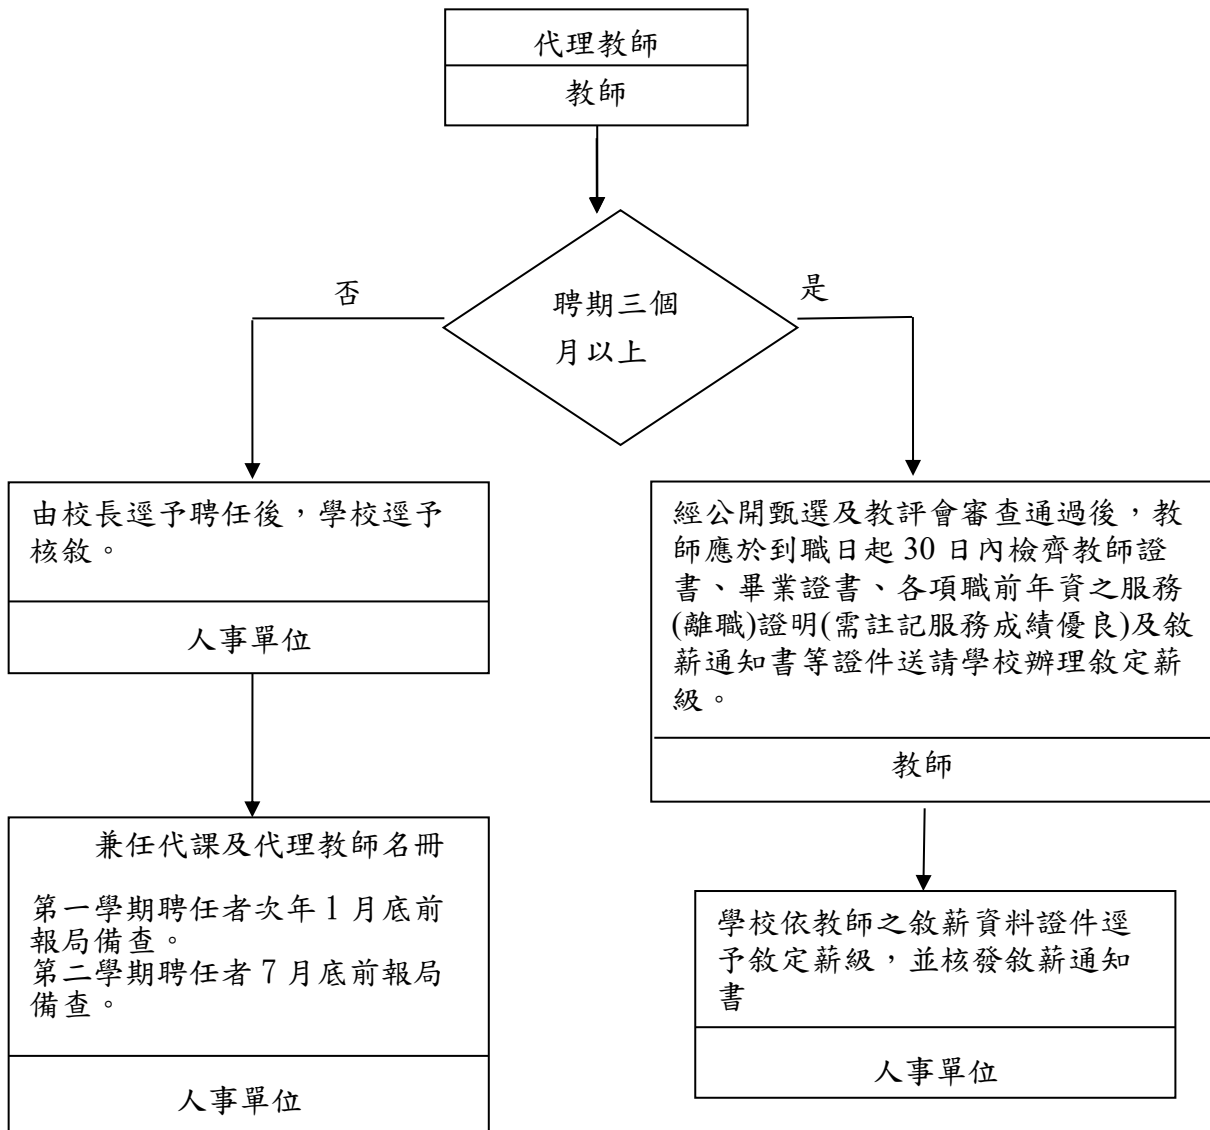 代理教師
教師
否
是
聘期三個
月以上
由校長逕予聘任後，學校逕予
核敘。
人事單位
經公開甄選及教評會審查通過後，教
師應於到職日起 30 日內檢齊教師證
書、畢業證書、各項職前年資之服務
(離職)證明(需註記服務成績優良)及敘
薪通知書等證件送請學校辦理敘定薪
級。
教師
兼任代課及代理教師名冊
第一學期聘任者次年 1 月底前
報局備查。
第二學期聘任者 7 月底前報局
備查。
人事單位
學校依教師之敘薪資料證件逕
予敘定薪級，並核發敘薪通知
書
人事單位